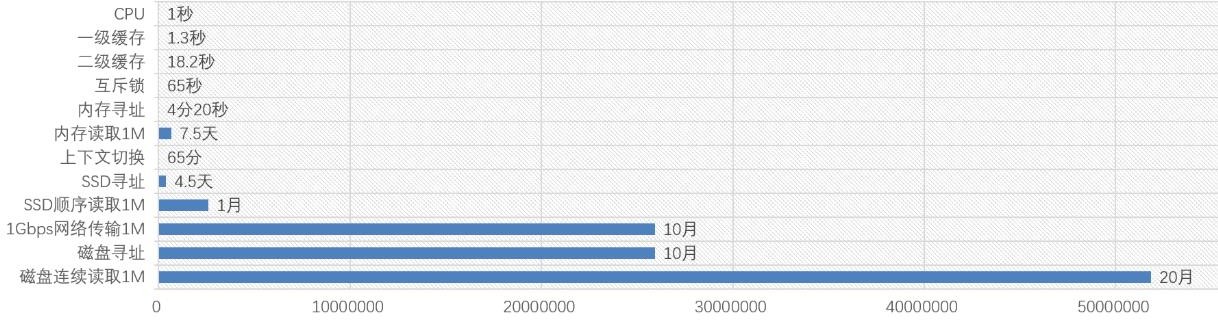 CPU 1秒
一级缓存 1.3秒
二级缓存 18.2秒
互斥锁 65秒
内存寻址 4分20秒
内存读取1M 7.5天
上下文切换 65分
SSD寻址 4.5天
SSD顺序读取1M 1月
1Gbps网络传输1M 10月
磁盘寻址 10月
磁盘连续读取1M 20月
0 10000000 20000000 30000000 40000000 50000000